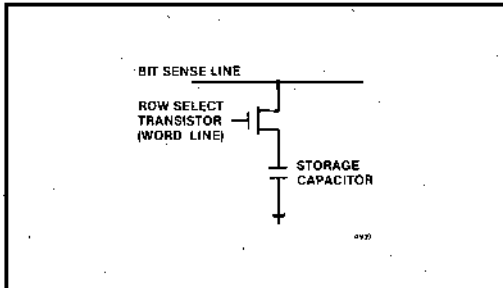 BIT SENSE LINE
ROW SELECT
TRANSISTOR
(WORD LINE)
STORAGE
CAPACITOR